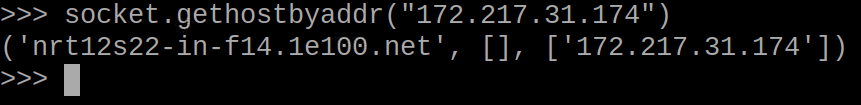 >>> socket.gethostbyaddr("172.217.31.174")
('nrt12s22-in-f14.1e100.net', [], ['172.217.31.174'])
>>>